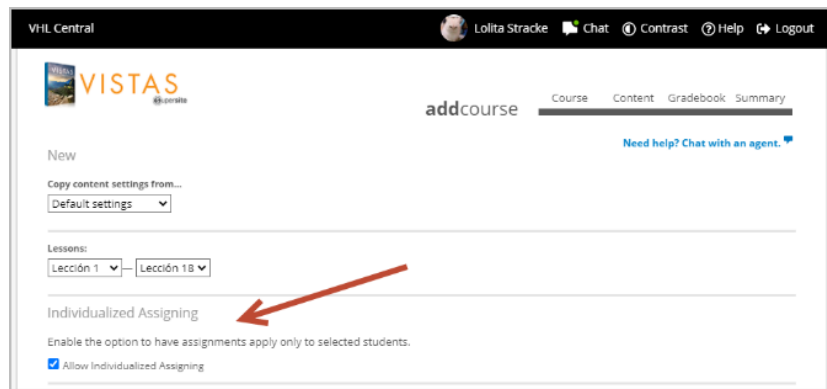 VHL Central
Lolita Stracke Chat Contrast Help Logout
VISTAS
supersite
addcourse
Course Content Gradebook Summary
Need help? Chat with an agent.
New
Copy content settings from...
Default settings
Lessons:
Lección 1 — Lección 18
Individualized Assigning
Enable the option to have assignments apply only to selected students.
Allow Individualized Assigning